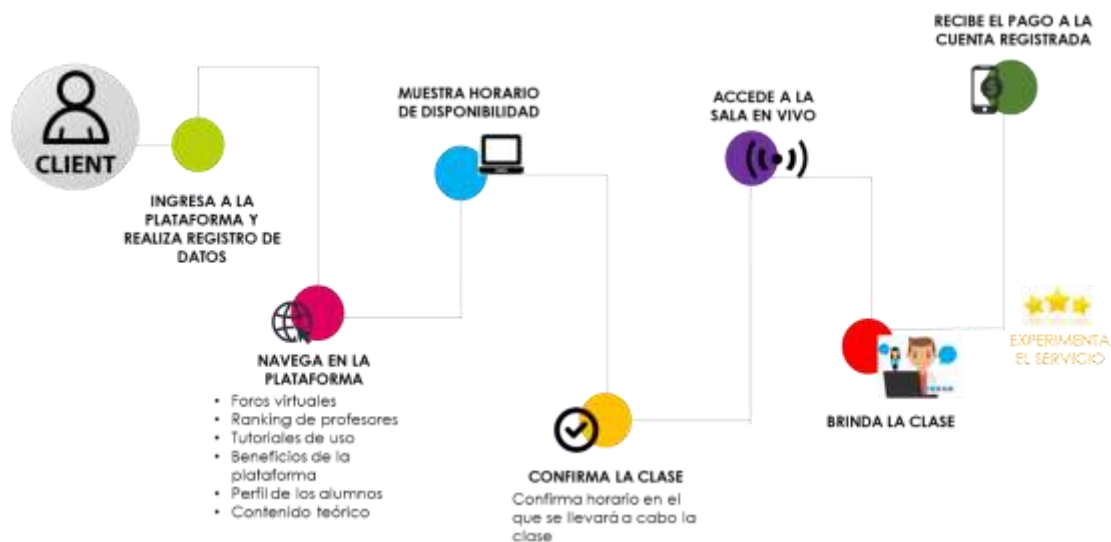 CLIENT
INGRESA A LA
PLATAFORMA Y
REALIZA REGISTRO DE
DATOS
NAVEGA EN LA
PLATAFORMA
• Foros virtuales
• Ranking de profesores
• Tutoriales de uso
• Beneficios de la
plataforma
• Perfil de los alumnos
• Contenido teórico
MUESTRA HORARIO
DE DISPONIBILIDAD
CONFIRMA LA CLASE
Confirma horario en el
que se llevará a cabo la
clase
ACCEDE A LA
SALA EN VIVO
BRINDA LA CLASE
RECIBE EL PAGO A LA
CUENTA REGISTRADA
EXPERIMENTA
EL SERVICIO